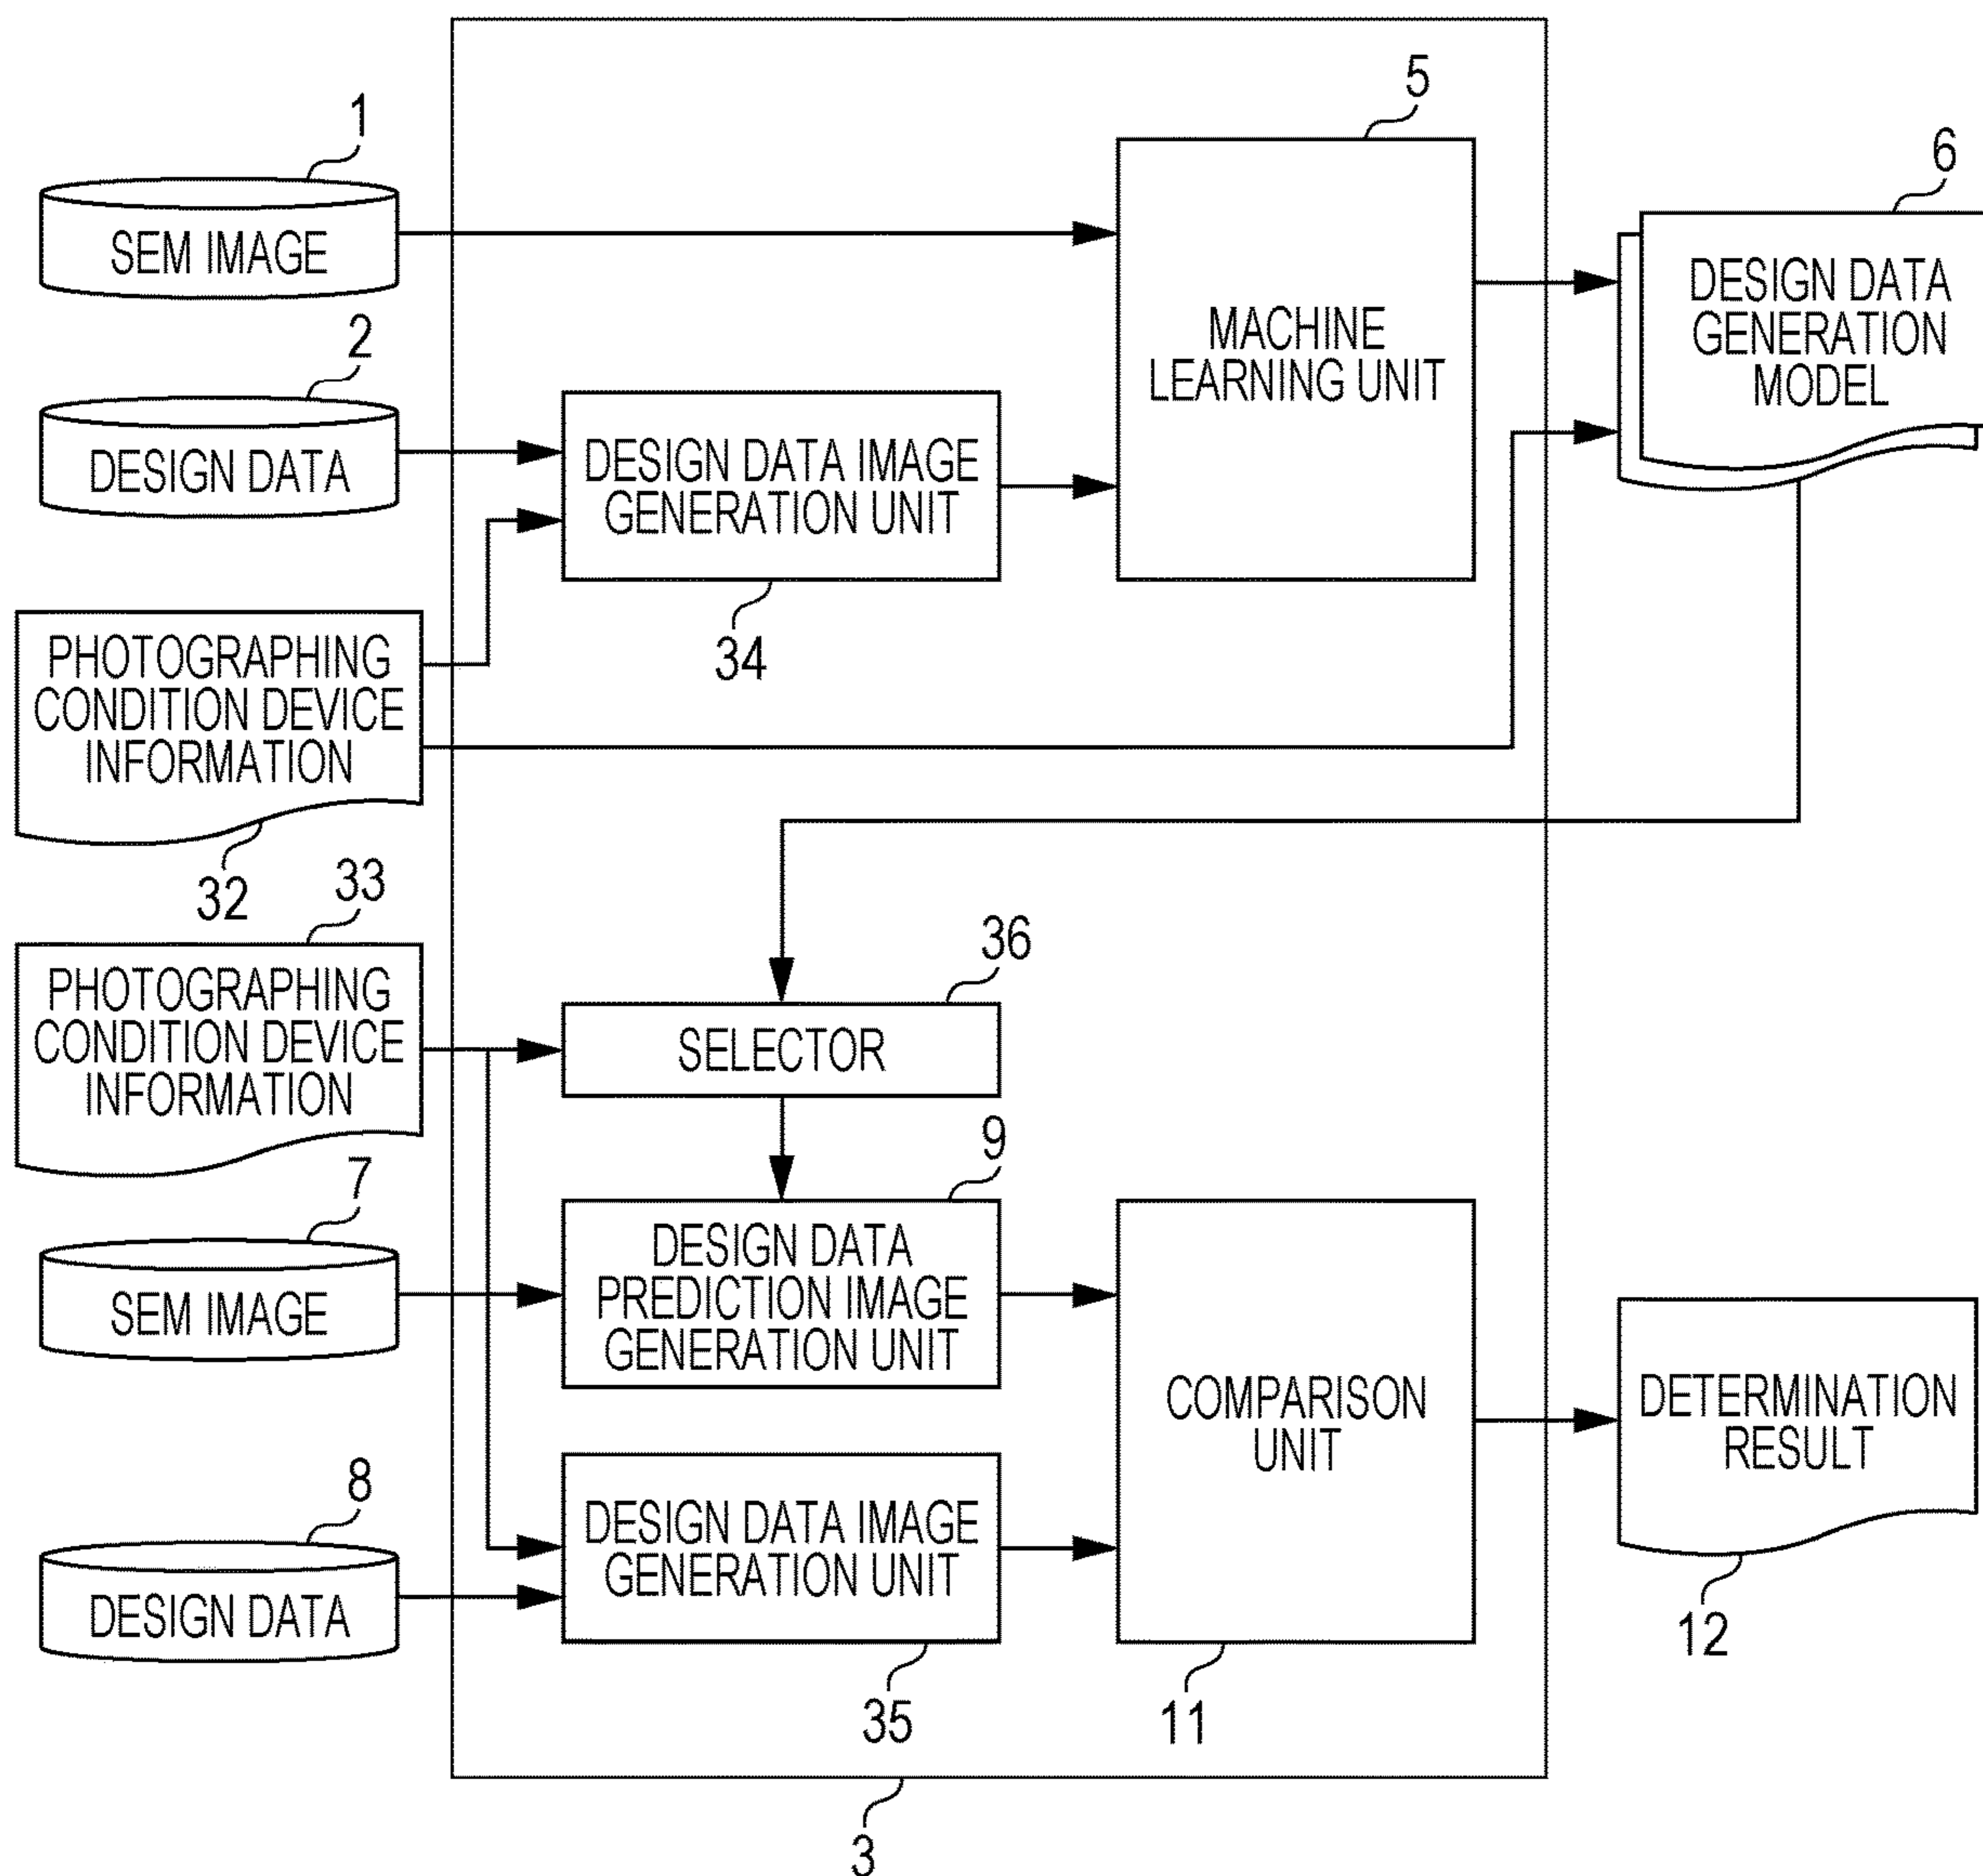 1
SEM IMAGE
2
DESIGN DATA
PHOTOGRAPHING
CONDITION DEVICE
INFORMATION
32
5
MACHINE
LEARNING UNIT
DESIGN DATA IMAGE
GENERATION UNIT
34
6
DESIGN DATA
GENERATION
MODEL
33
PHOTOGRAPHING
CONDITION DEVICE
INFORMATION
36
SELECTOR
7
SEM IMAGE
9
DESIGN DATA
PREDICTION IMAGE
GENERATION UNIT
8
DESIGN DATA
DESIGN DATA IMAGE
GENERATION UNIT
35
COMPARISON
UNIT
11
DETERMINATION
RESULT
12
3